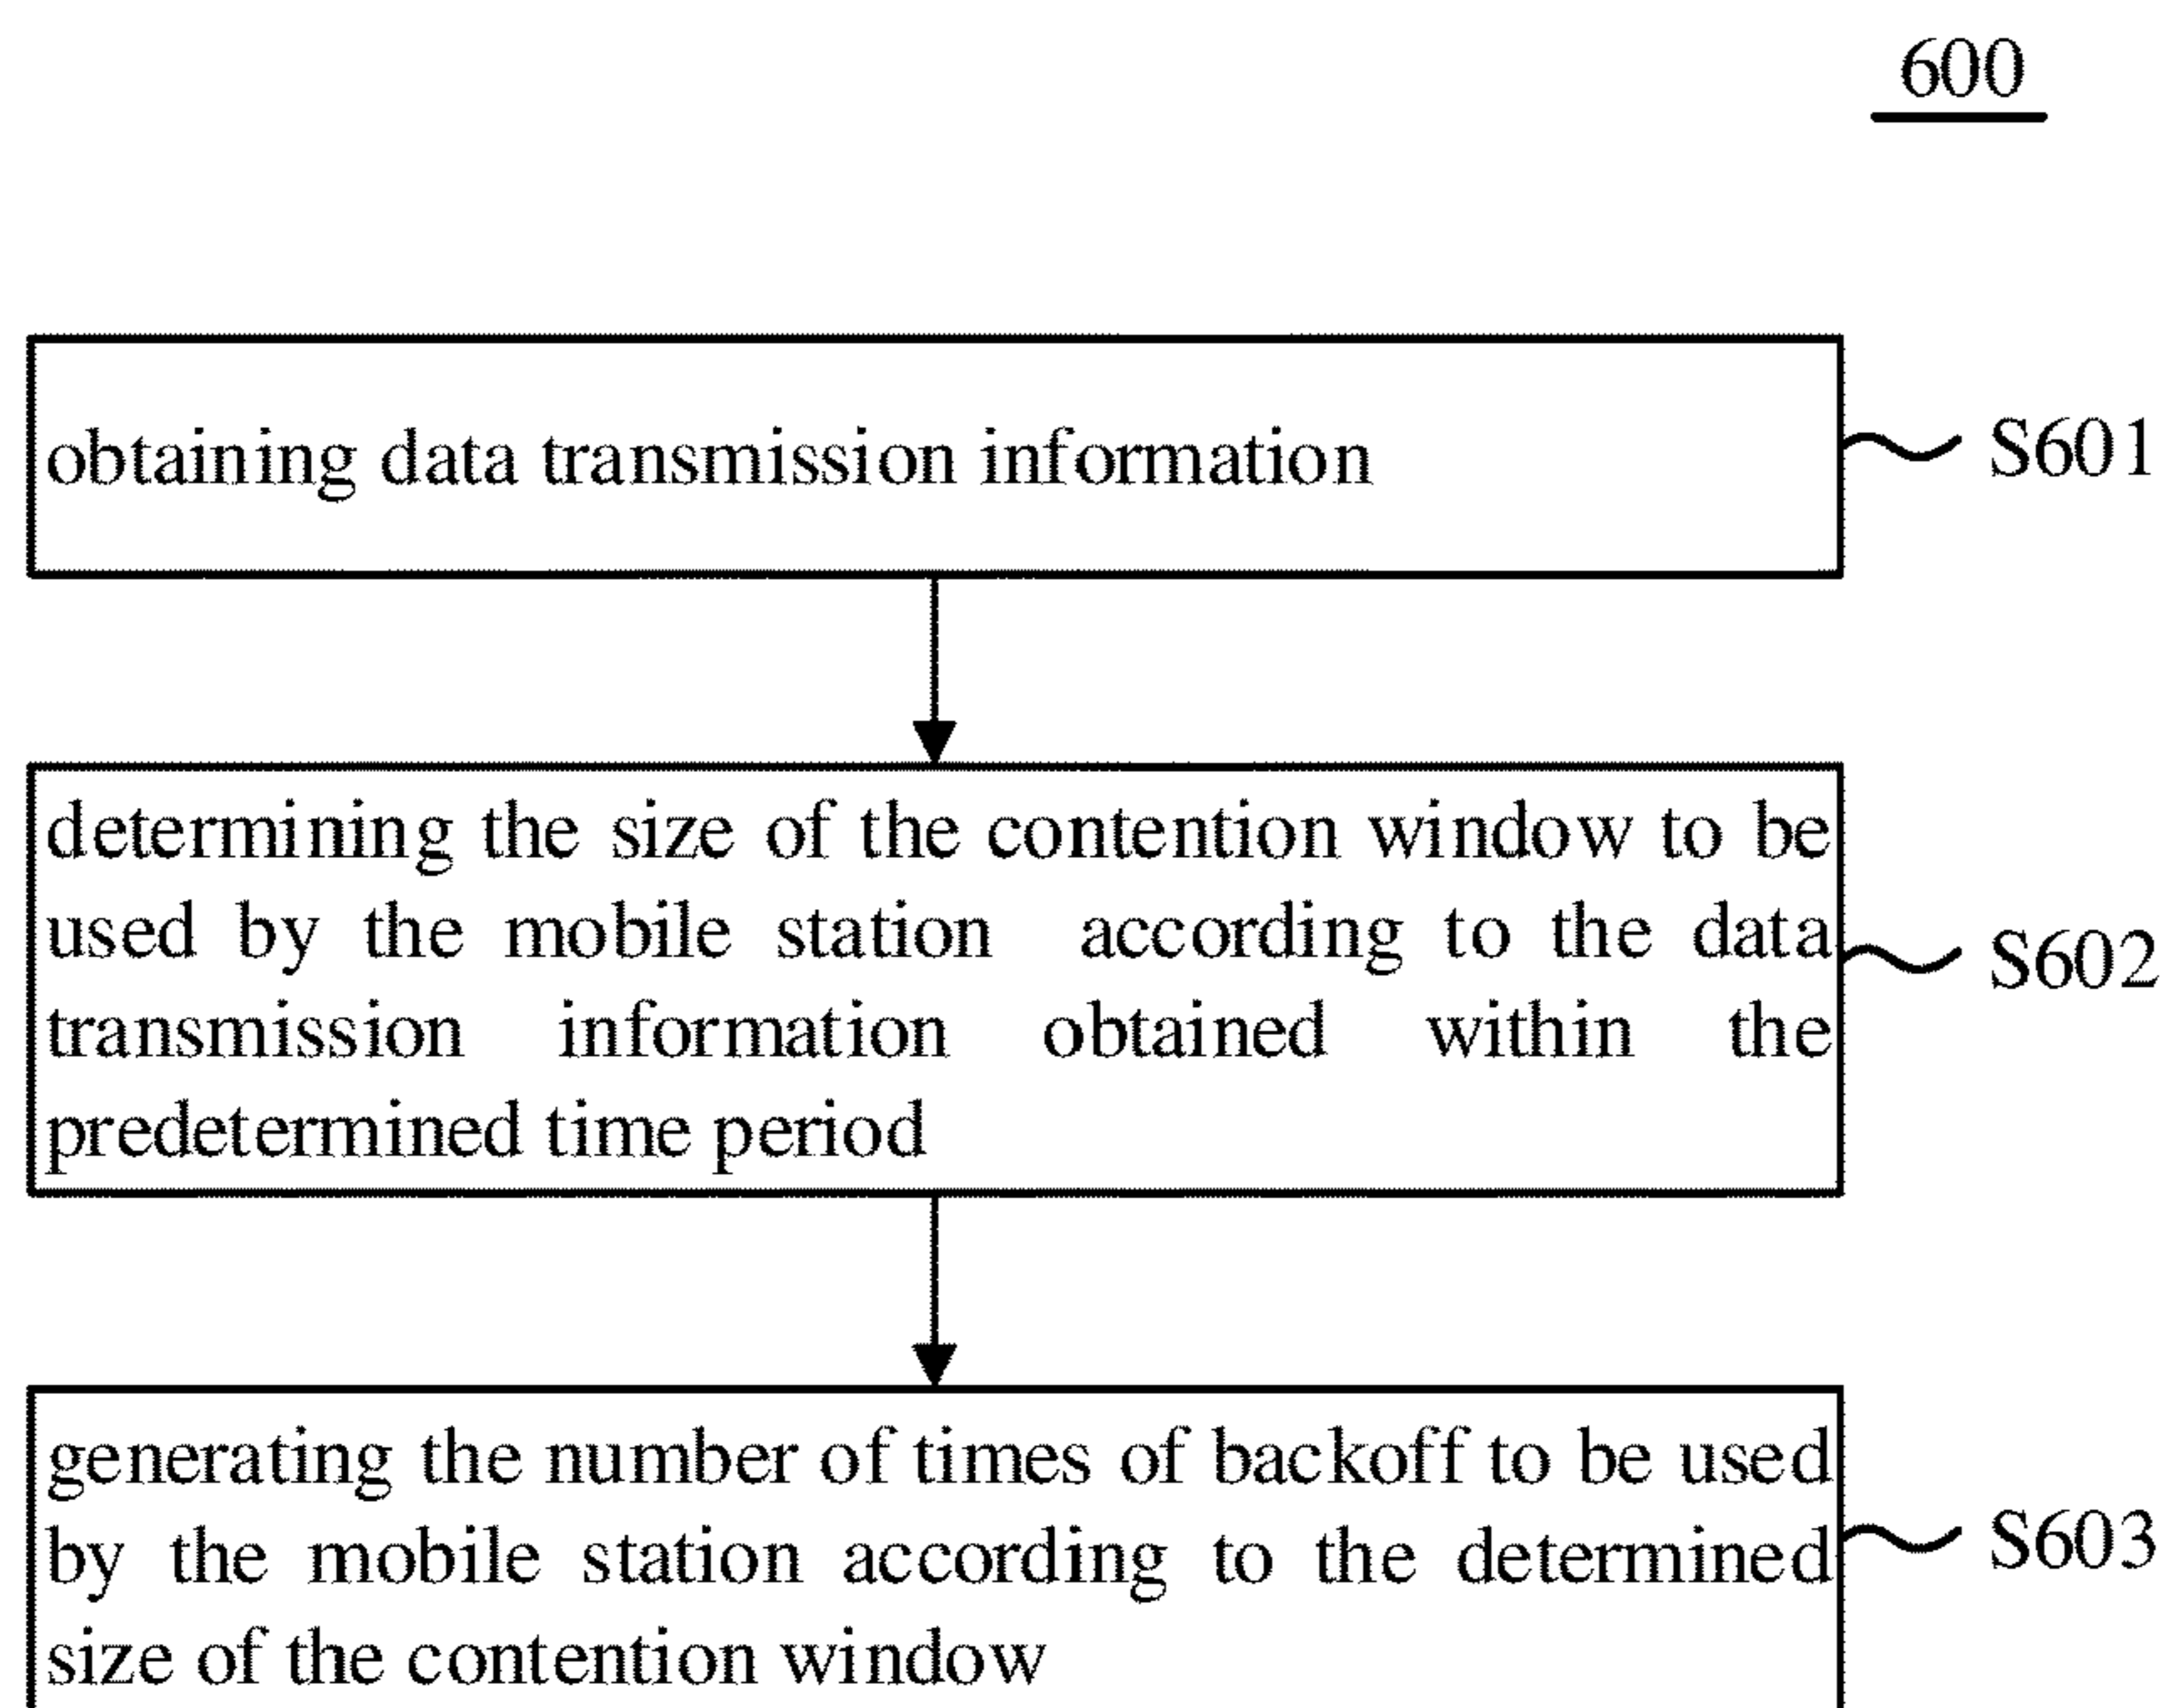 600
obtaining data transmission information
S601
determining the size of the contention window to be
used by the mobile station according to the data
transmission information obtained within the
predetermined time period
S602
generating the number of times of backoff to be used
by the mobile station according to the determined
size of the contention window
S603